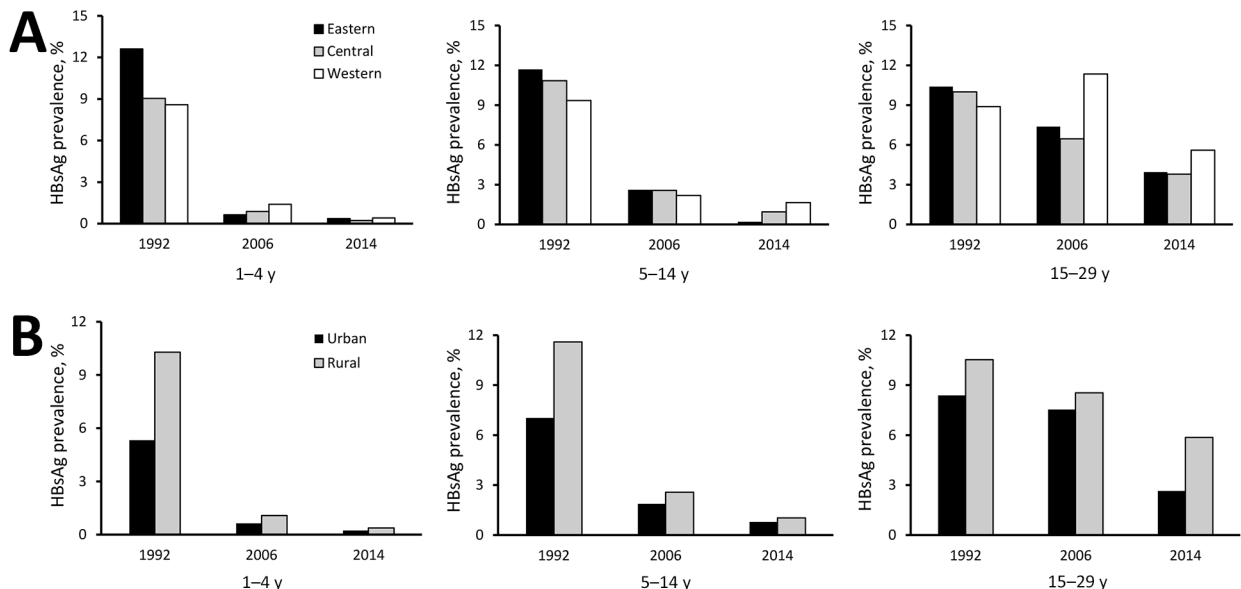 A
HBsAg prevalence, %
15
12
9
6
3
0
Eastern
Central
Western
1992 2006 2014
1–4 y
HBsAg prevalence, %
15
12
9
6
3
0
1992 2006 2014
5–14 y
HBsAg prevalence, %
15
12
9
6
3
0
1992 2006 2014
15–29 y
B
HBsAg prevalence, %
12
9
6
3
0
Urban
Rural
1992 2006 2014
1–4 y
HBsAg prevalence, %
12
9
6
3
0
1992 2006 2014
5–14 y
HBsAg prevalence, %
12
9
6
3
0
1992 2006 2014
15–29 y